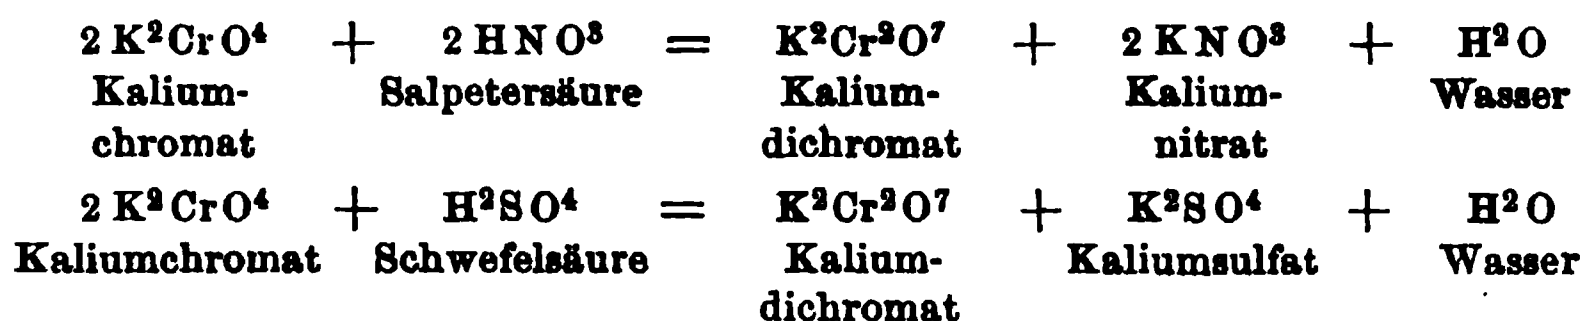 2 K²CrO⁴ + 2 HNO³ = K²Cr²O⁷ + 2 KNO³ + H²O
Kalium- Salpetersäure Kalium- Kalium- Wasser
chromat dichromat nitrat
2 K²CrO⁴ + H²SO⁴ = K²Cr²O⁷ + K²SO⁴ + H²O
Kaliumchromat Schwefelsäure Kalium- Kaliumsulfat Wasser
dichromat